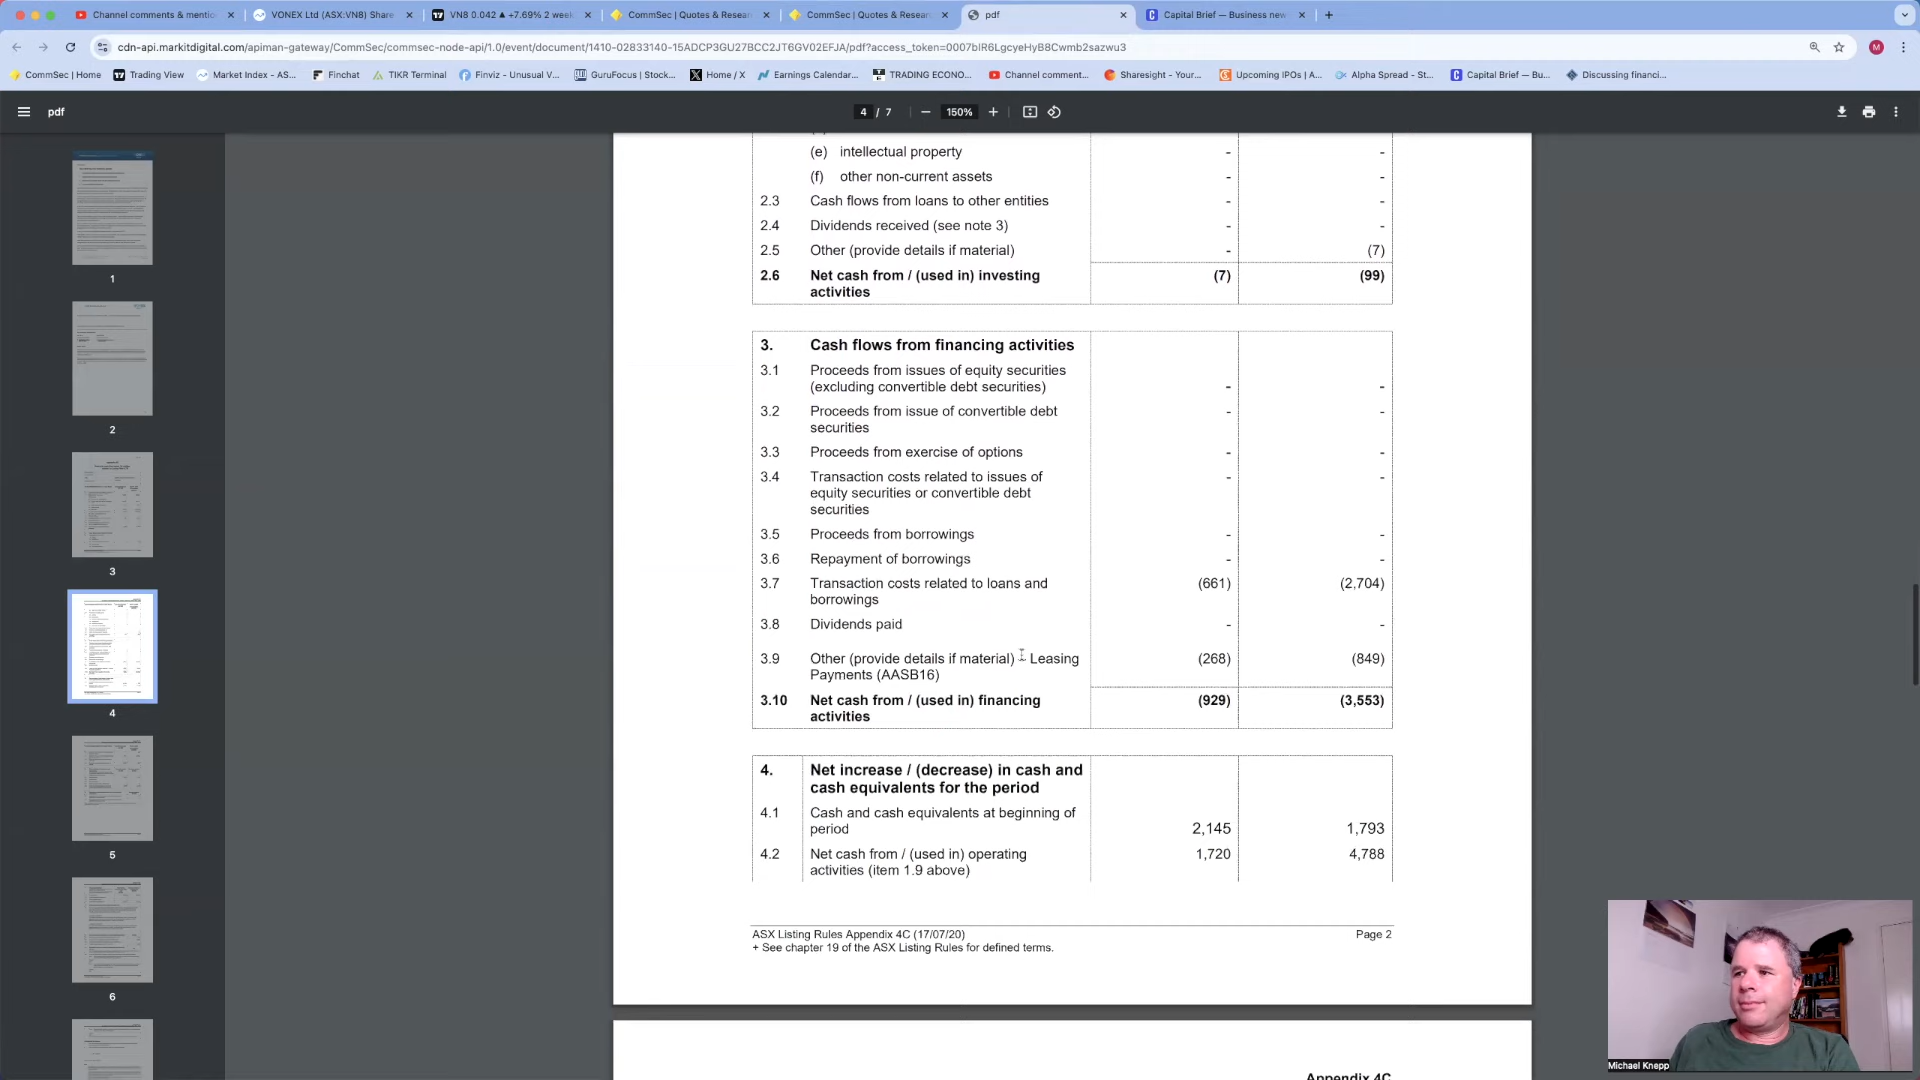 Channel comments & mentio
VONEX Ltd (ASX:VN8) Share
VN8 0.042 ▲ +7.69% 2 week
CommSec | Quotes & Resear
CommSec | Quotes & Resear
pdf
Capital Brief — Business new
cdn-api.markitdigital.com/apiman-gateway/CommSec/commsec-node-api/1.0/event/document/1410-02833140-15ADCP3GU27BCC2JT6GV02EFJA/pdf?access_token=0007bIR6LgcyeHyB8Cwmb2sazwu3
M
CommSec | Home
Trading View
Market Index - AS...
Finchat
TIKR Terminal
Finviz - Unusual V...
GuruFocus | Stock...
Home / X
Earnings Calendar...
TRADING ECONO...
Channel comment...
Sharesight - Your...
Upcoming IPOs | A...
Alpha Spread - St...
Capital Brief — Bu...
Discussing financi...
pdf
4 / 7
150%
1
2
3
4
5
6
(e) intellectual property - -
(f) other non-current assets - -
2.3 Cash flows from loans to other entities - -
2.4 Dividends received (see note 3) - -
2.5 Other (provide details if material) - (7)
2.6 Net cash from / (used in) investing (7) (99)
activities
3. Cash flows from financing activities
3.1 Proceeds from issues of equity securities
(excluding convertible debt securities) - -
3.2 Proceeds from issue of convertible debt - -
securities
3.3 Proceeds from exercise of options - -
3.4 Transaction costs related to issues of - -
equity securities or convertible debt
securities
3.5 Proceeds from borrowings - -
3.6 Repayment of borrowings - -
3.7 Transaction costs related to loans and (661) (2,704)
borrowings
3.8 Dividends paid - -
3.9 Other (provide details if material) - Leasing (268) (849)
Payments (AASB16)
3.10 Net cash from / (used in) financing (929) (3,553)
activities
4. Net increase / (decrease) in cash and
cash equivalents for the period
4.1 Cash and cash equivalents at beginning of
period 2,145 1,793
4.2 Net cash from / (used in) operating 1,720 4,788
activities (item 1.9 above)
ASX Listing Rules Appendix 4C (17/07/20) Page 2
+ See chapter 19 of the ASX Listing Rules for defined terms.
Appendix 4C
Michael Knepp